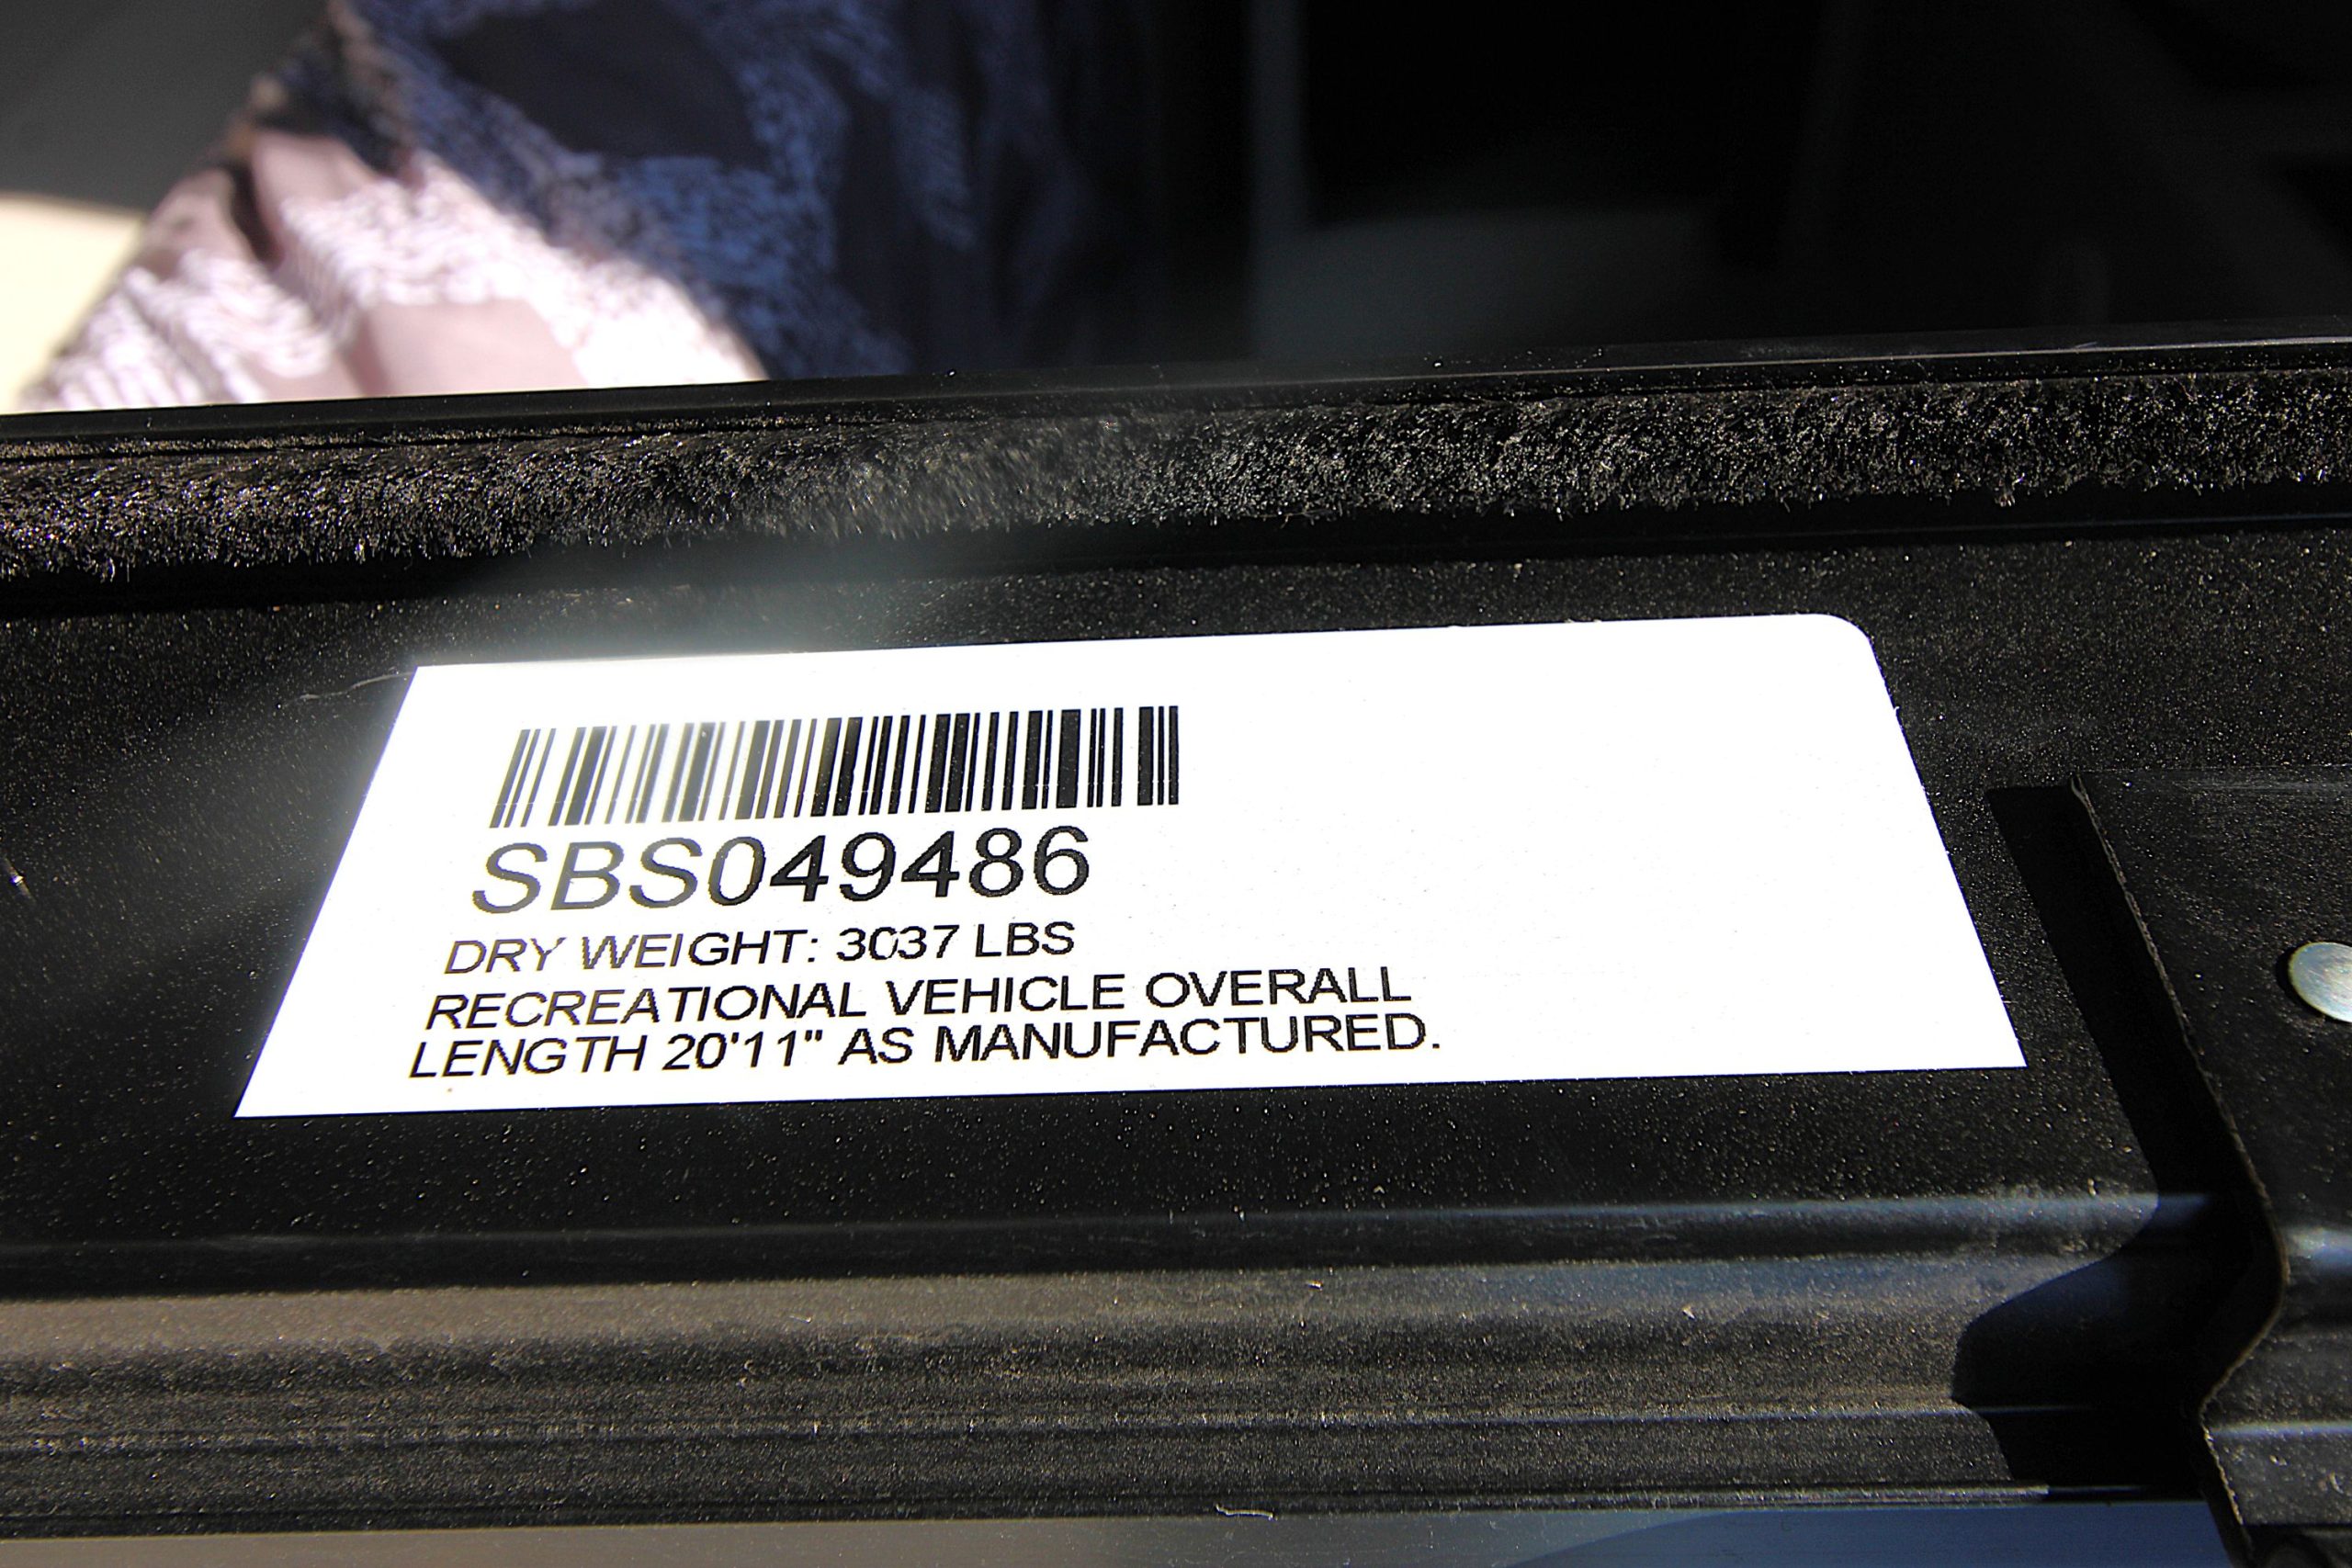 SBS049486
DRY WEIGHT: 3037 LBS
RECREATIONAL VEHICLE OVERALL
LENGTH 20'11" AS MANUFACTURED.